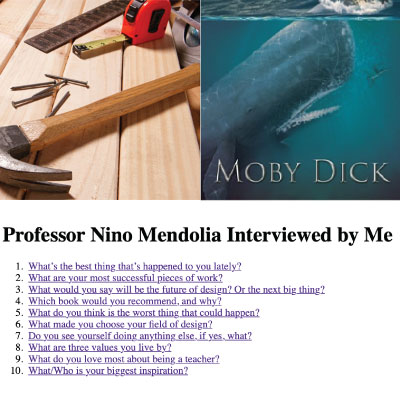 MOBY DICK
Professor Nino Mendolia Interviewed by Me
1. What's the best thing that's happened to you lately?
2. What are your most successful pieces of work?
3. What would you say will be the future of design? Or the next big thing?
4. Which book would you recommend, and why?
5. What do you think is the worst thing that could happen?
6. What made you choose your field of design?
7. Do you see yourself doing anything else, if yes, what?
8. What are three values you live by?
9. What do you love most about being a teacher?
10. What/Who is your biggest inspiration?